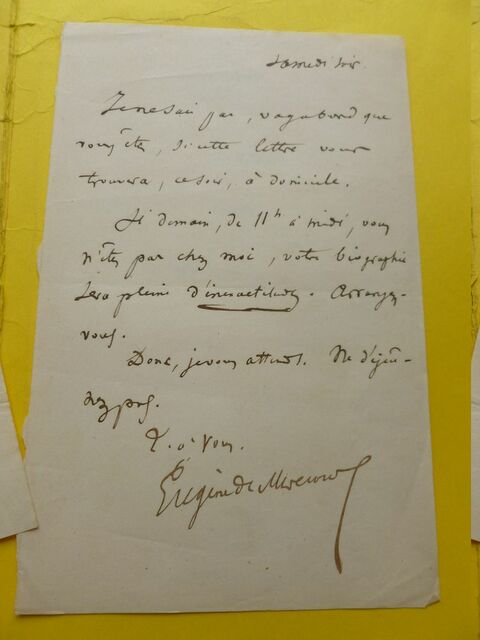 Samedi soir.
Je ne sais pas, vagabond que
vous êtes, si cette lettre vous
trouvera, ce soir, à domicile.
Si demain, de 11h à midi, vous
n'êtes pas chez moi, votre biographie
sera pleine d'inexactitudes. Arrangez-
vous.
Donc, je vous attends. Ne déjeu-
nez pas.
T. à vous.
Eugène de Mirecourt